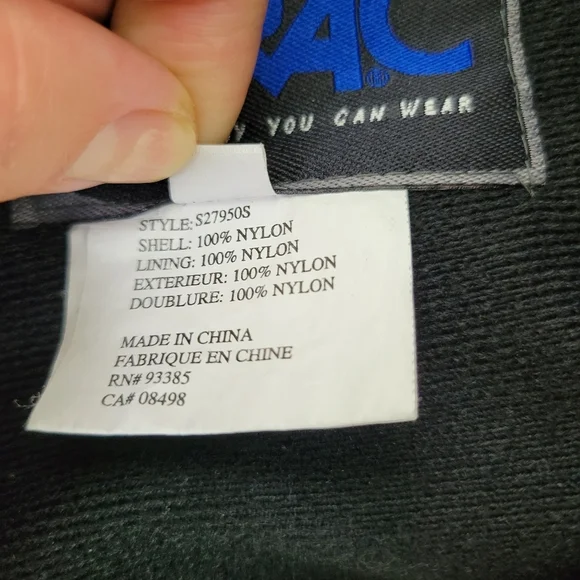 AC®
YOU CAN WEAR
STYLE: S27950S
SHELL: 100% NYLON
LINING: 100% NYLON
EXTERIEUR: 100% NYLON
DOUBLURE: 100% NYLON
MADE IN CHINA
FABRIQUE EN CHINE
RN# 93385
CA# 08498